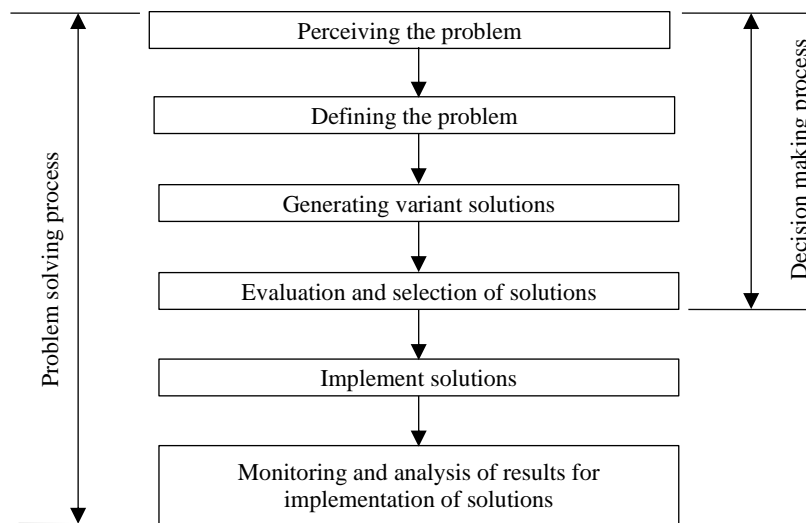 Perceiving the problem
Defining the problem
Generating variant solutions
Evaluation and selection of solutions
Implement solutions
Monitoring and analysis of results for
implementation of solutions
Problem solving process
Decision making process